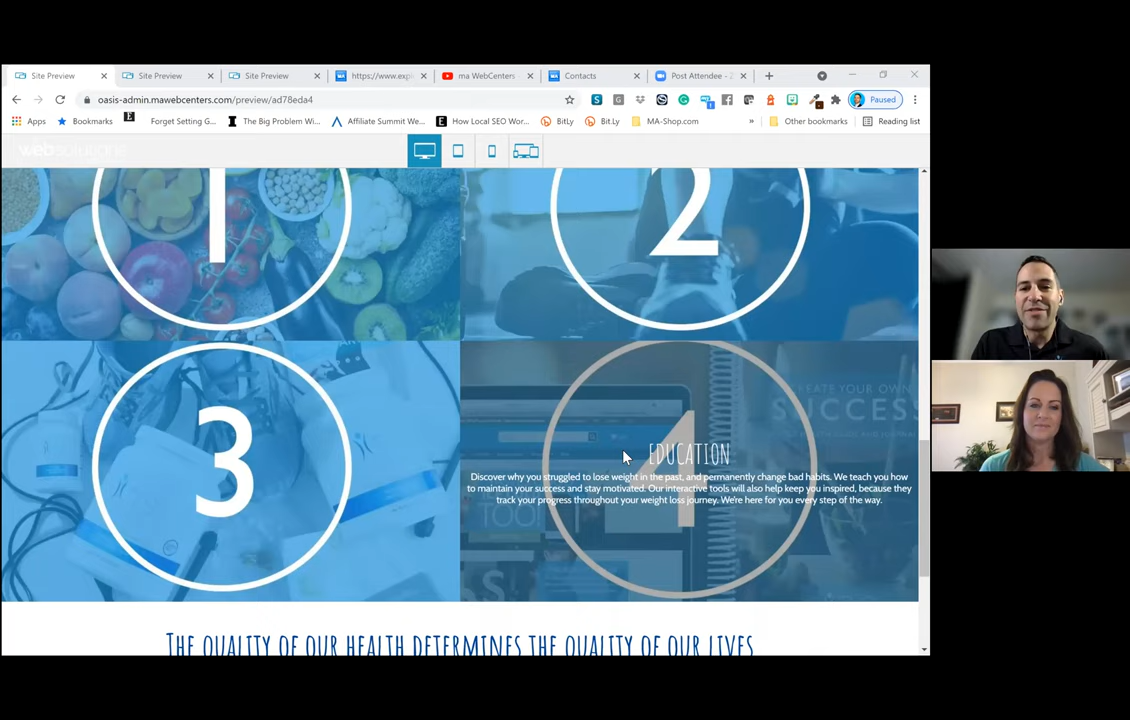 Site Preview
Site Preview
Site Preview
https://www.expl
ma WebCenters -
Contacts
Post Attendee - Z
oasis-admin.mawebcenters.com/preview/ad78eda4
Paused
Apps
Bookmarks
Forget Setting G...
The Big Problem Wi...
Affiliate Summit We...
How Local SEO Wor...
BitLy
Bit.Ly
MA-Shop.com
»
Other bookmarks
Reading list
websolutions
1
2
3
4
CREATE YOUR OWN
SUCCESS
EDUCATION
Discover why you struggled to lose weight in the past, and permanently change bad habits. We teach you how
to maintain your success and stay motivated. Our interactive tools will also help keep you inspired, because they
track your progress throughout your weight loss journey. We're here for you every step of the way.
The quality of our health determines the quality of our lives